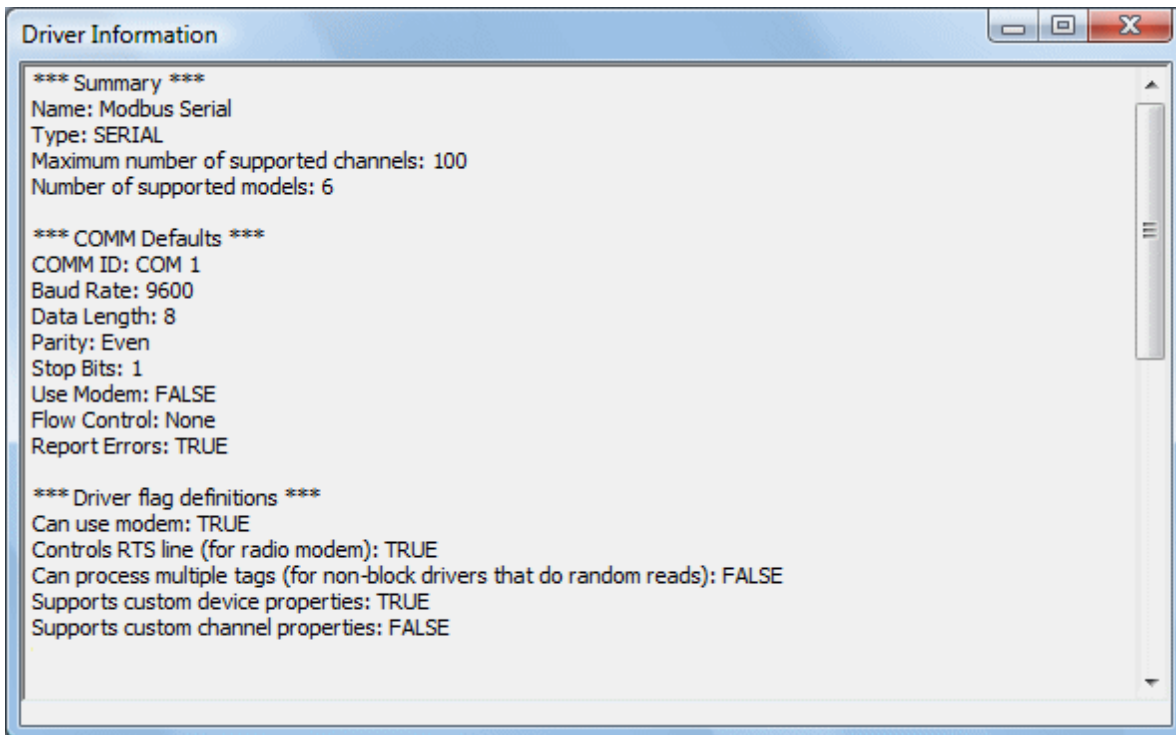 Driver Information
*** Summary ***
Name: Modbus Serial
Type: SERIAL
Maximum number of supported channels: 100
Number of supported models: 6
*** COMM Defaults ***
COMM ID: COM 1
Baud Rate: 9600
Data Length: 8
Parity: Even
Stop Bits: 1
Use Modem: FALSE
Flow Control: None
Report Errors: TRUE
*** Driver flag definitions ***
Can use modem: TRUE
Controls RTS line (for radio modem): TRUE
Can process multiple tags (for non-block drivers that do random reads): FALSE
Supports custom device properties: TRUE
Supports custom channel properties: FALSE